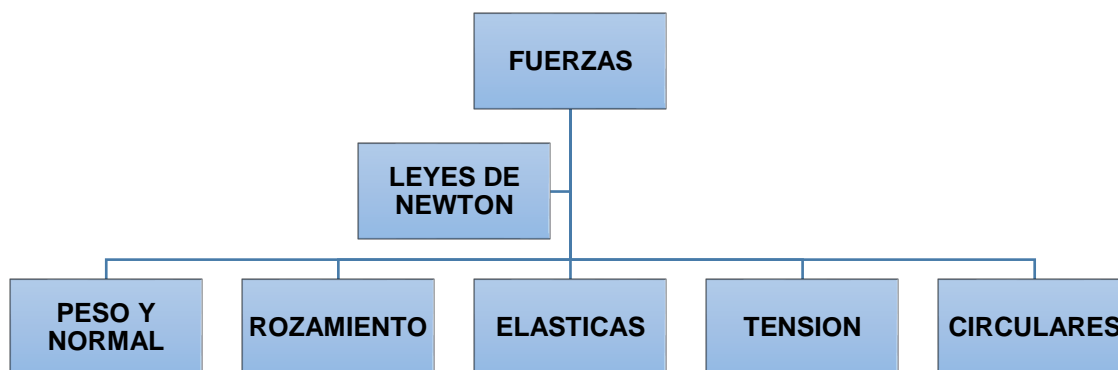 FUERZAS
LEYES DE
NEWTON
PESO Y
NORMAL
ROZAMIENTO
ELASTICAS
TENSION
CIRCULARES